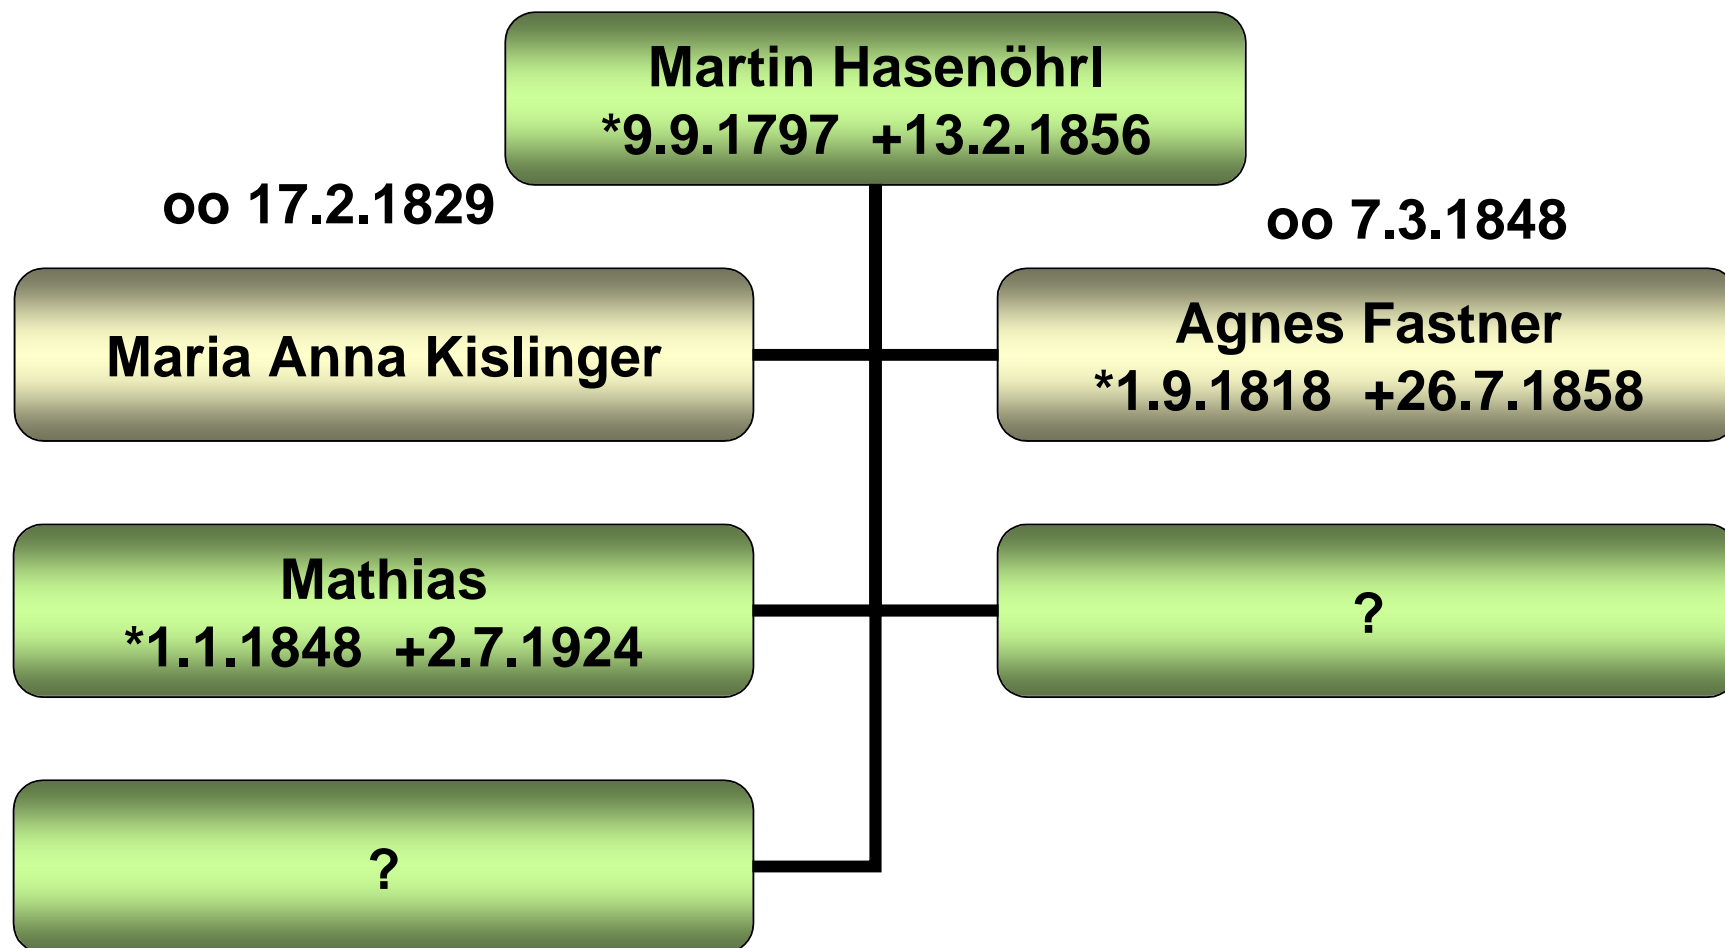 Martin Hasenöhrl
*9.9.1797 +13.2.1856
oo 17.2.1829
oo 7.3.1848
Maria Anna Kislinger
Agnes Fastner
*1.9.1818 +26.7.1858
Mathias
*1.1.1848 +2.7.1924
?
?